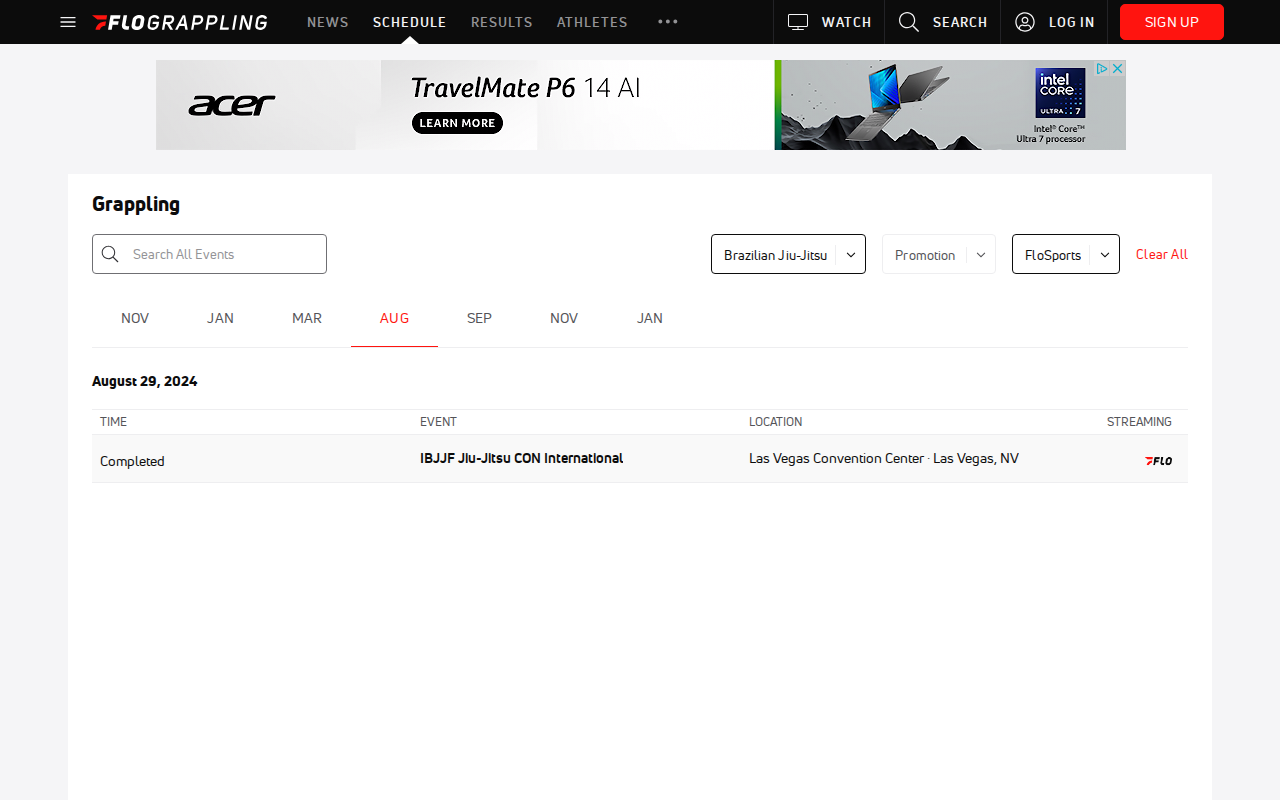 FLOGRAPPLING
NEWS
SCHEDULE
RESULTS
ATHLETES
WATCH
SEARCH
LOG IN
SIGN UP
acer
TravelMate P6 14 AI
LEARN MORE
intel
CORE
ULTRA 7
Intel® Core™
Ultra 7 processor
Grappling
Search All Events
Brazilian Jiu-Jitsu
Promotion
FloSports
Clear All
NOV
JAN
MAR
AUG
SEP
NOV
JAN
August 29, 2024
TIME
EVENT
LOCATION
STREAMING
Completed
IBJJF Jiu-Jitsu CON International
Las Vegas Convention Center · Las Vegas, NV
FLO